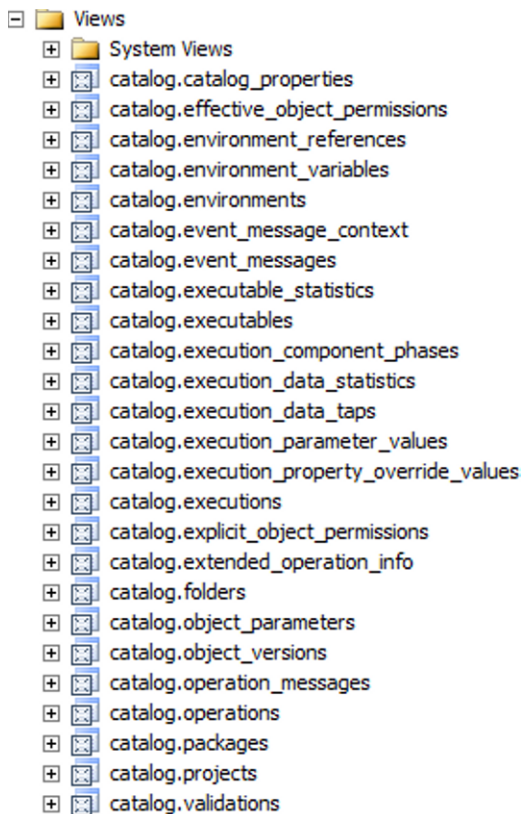 Views
System Views
catalog.catalog_properties
catalog.effective_object_permissions
catalog.environment_references
catalog.environment_variables
catalog.environments
catalog.event_message_context
catalog.event_messages
catalog.executable_statistics
catalog.executables
catalog.execution_component_phases
catalog.execution_data_statistics
catalog.execution_data_taps
catalog.execution_parameter_values
catalog.execution_property_override_values
catalog.executions
catalog.explicit_object_permissions
catalog.extended_operation_info
catalog.folders
catalog.object_parameters
catalog.object_versions
catalog.operation_messages
catalog.operations
catalog.packages
catalog.projects
catalog.validations